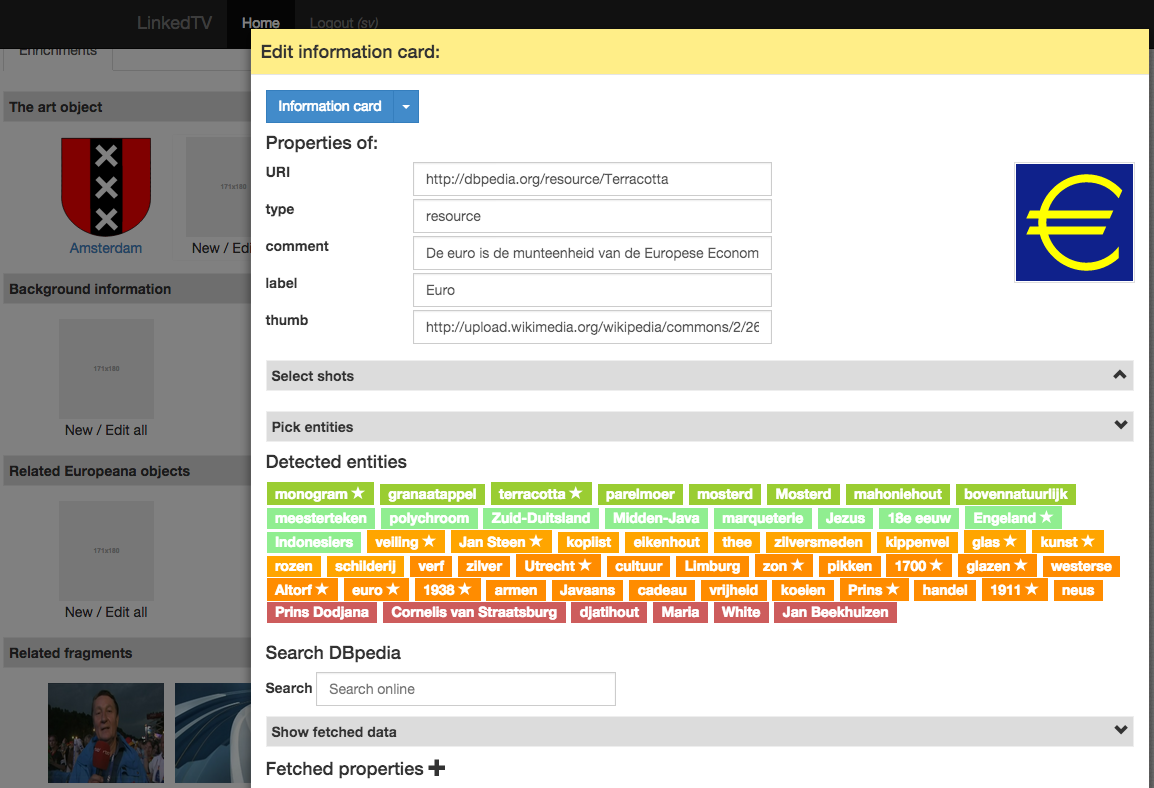 LinkedTV Home Logout (sv)
Enrichments
The art object
171x180
Amsterdam New / Edi
Background information
171x180
New / Edit all
Related Europeana objects
171x180
New / Edit all
Related fragments
Edit information card:
Information card
Properties of:
URI http://dbpedia.org/resource/Terracotta
type resource
comment De euro is de munteenheid van de Europese Econom
label Euro
thumb http://upload.wikimedia.org/wikipedia/commons/2/26
€
Select shots
Pick entities
Detected entities
monogram ★ granaatappel terracotta ★ parelmoer mosterd Mosterd mahoniehout bovennatuurlijk
meesterteken polychroom Zuid-Duitsland Midden-Java marqueterie Jezus 18e eeuw Engeland ★
Indonesiers veiling ★ Jan Steen ★ kopiist eikenhout thee zilversmeden kippenvel glas ★ kunst ★
rozen schilderij verf zilver Utrecht ★ cultuur Limburg zon ★ pikken 1700 ★ glazen ★ westerse
Altorf ★ euro ★ 1938 ★ armen Javaans cadeau vrijheid koeien Prins ★ handel 1911 ★ neus
Prins Dodjana Cornelis van Straatsburg djatihout Maria White Jan Beekhuizen
Search DBpedia
Search Search online
Show fetched data
Fetched properties +